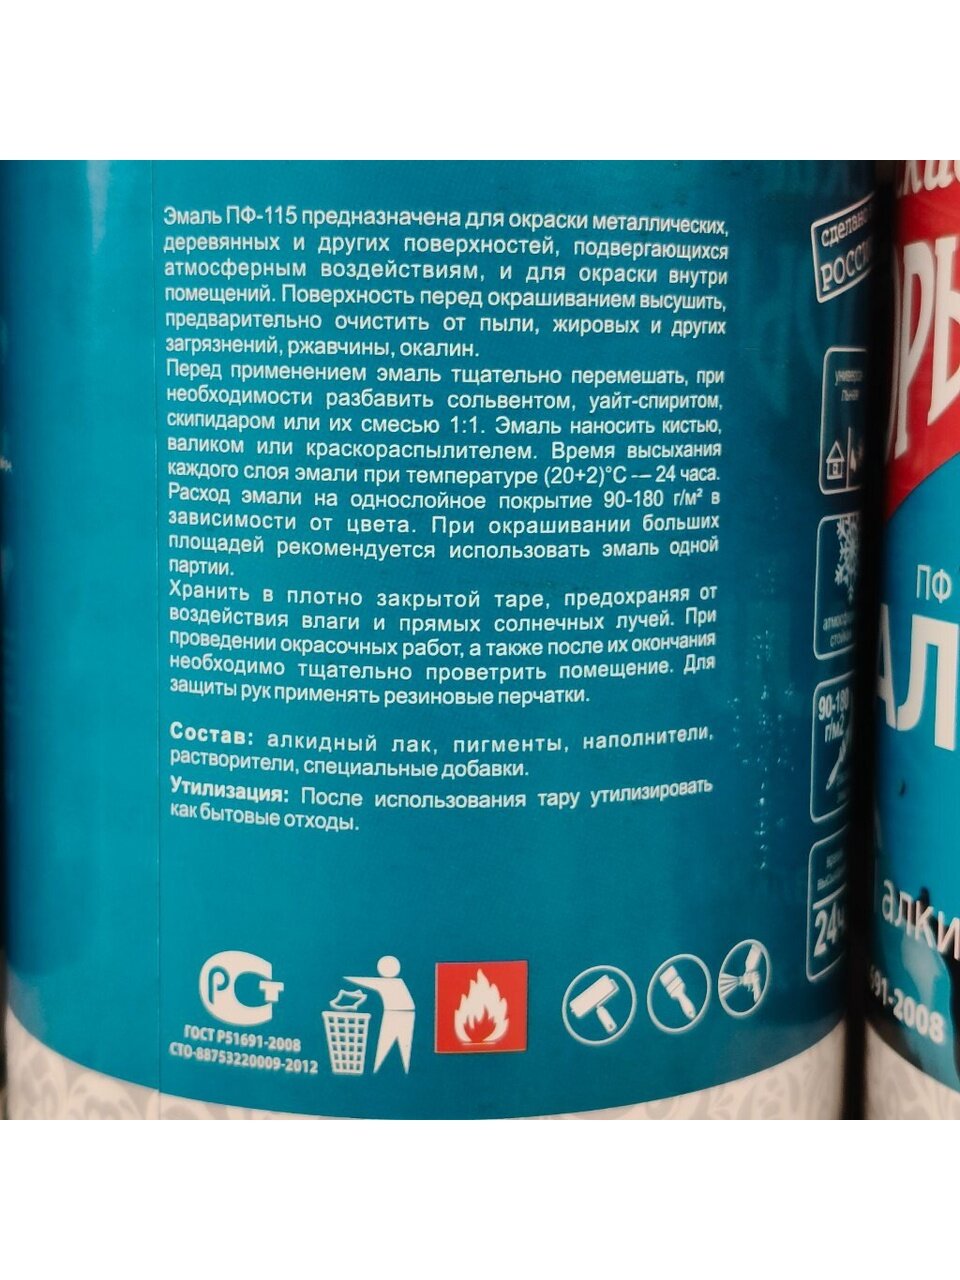 Эмаль ПФ-115 предназначена для окраски металлических,
деревянных и других поверхностей, подвергающихся
атмосферным воздействиям, и для окраски внутри
помещений. Поверхность перед окрашиванием высушить,
предварительно очистить от пыли, жировых и других
загрязнений, ржавчины, окалин.
Перед применением эмаль тщательно перемешать, при
необходимости разбавить сольвентом, уайт-спиритом,
скипидаром или их смесью 1:1. Эмаль наносить кистью,
валиком или краскораспылителем. Время высыхания
каждого слоя эмали при температуре (20+2)°С — 24 часа.
Расход эмали на однослойное покрытие 90-180 г/м² в
зависимости от цвета. При окрашивании больших
площадей рекомендуется использовать эмаль одной
партии.
Хранить в плотно закрытой таре, предохраняя от
воздействия влаги и прямых солнечных лучей. При
проведении окрасочных работ, а также после их окончания
необходимо тщательно проветрить помещение. Для
защиты рук применять резиновые перчатки.
Состав: алкидный лак, пигменты, наполнители,
растворители, специальные добавки.
Утилизация: После использования тару утилизировать
как бытовые отходы.
РСТ
ГОСТ Р51691-2008
СТО-88753220009-2012
90-180
г/м2
24ч
ПФ
АЛ
алки
91-2008